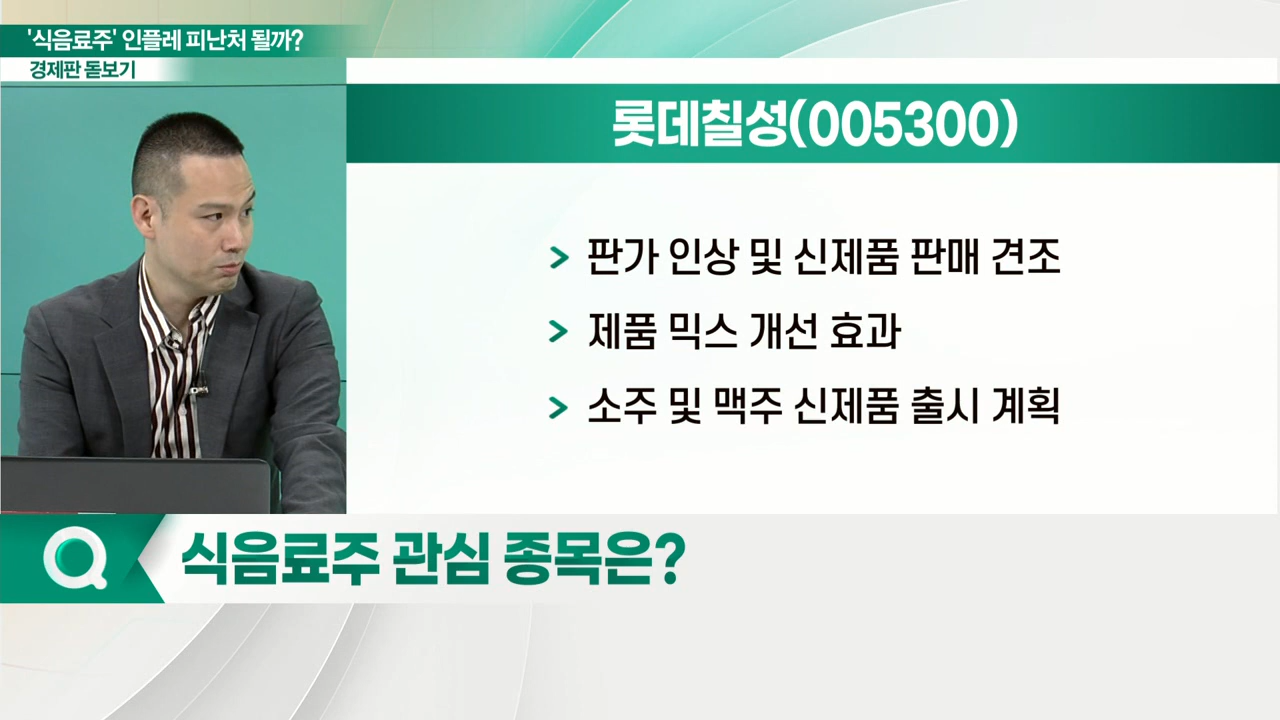 '식음료주' 인플레 피난처 될까?
경제판 돋보기
롯데칠성(005300)
> 판가 인상 및 신제품 판매 견조
> 제품 믹스 개선 효과
> 소주 및 맥주 신제품 출시 계획
Q 식음료주 관심 종목은?